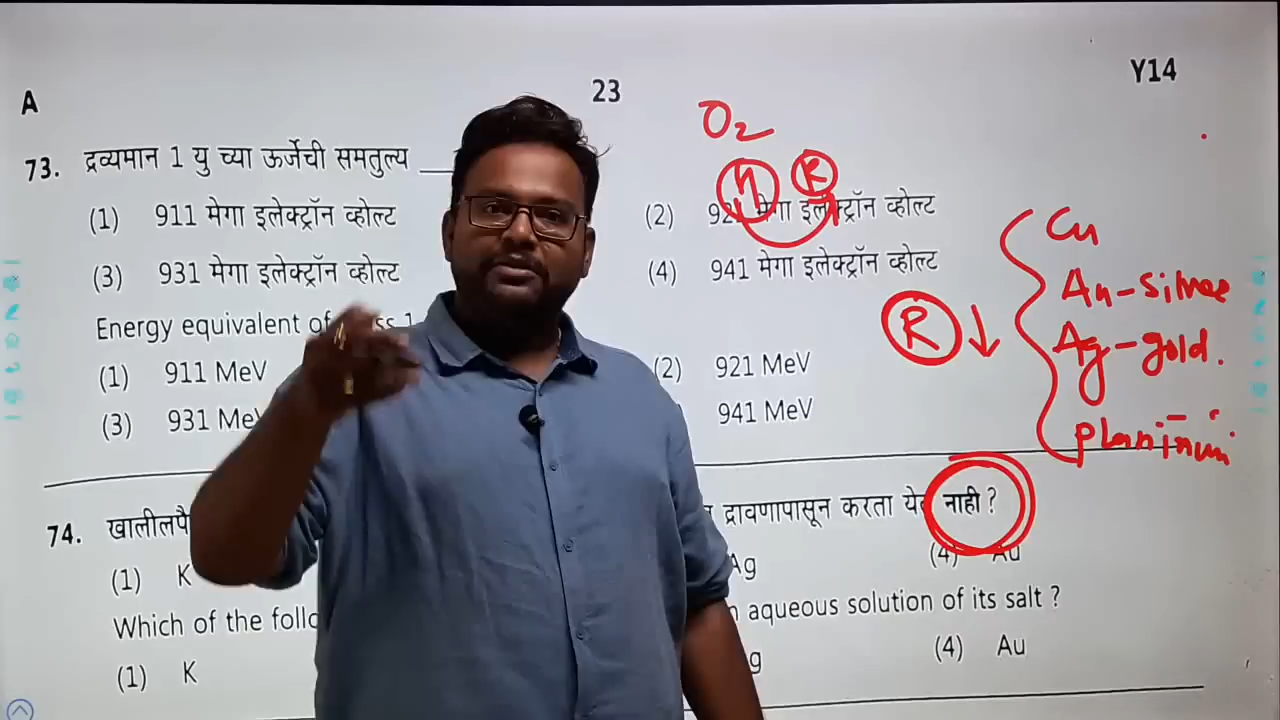 A 23 Y14
O2
73. द्रव्यमान 1 यु च्या ऊर्जेची समतुल्य
K
(1) 911 मेगा इलेक्ट्रॉन व्होल्ट (2) 921 मेगा इलेक्ट्रॉन व्होल्ट
(3) 931 मेगा इलेक्ट्रॉन व्होल्ट (4) 941 मेगा इलेक्ट्रॉन व्होल्ट
Cu
Au-Silver
R Ag-gold.
Energy equivalent of 1
(1) 911 MeV (2) 921 MeV
(3) 931 MeV 941 MeV
74. द्रावणापासून करता नाही ?
(1) K Ag (4) Au
Which of the aqueous solution of its salt ?
(1) K (4) Au